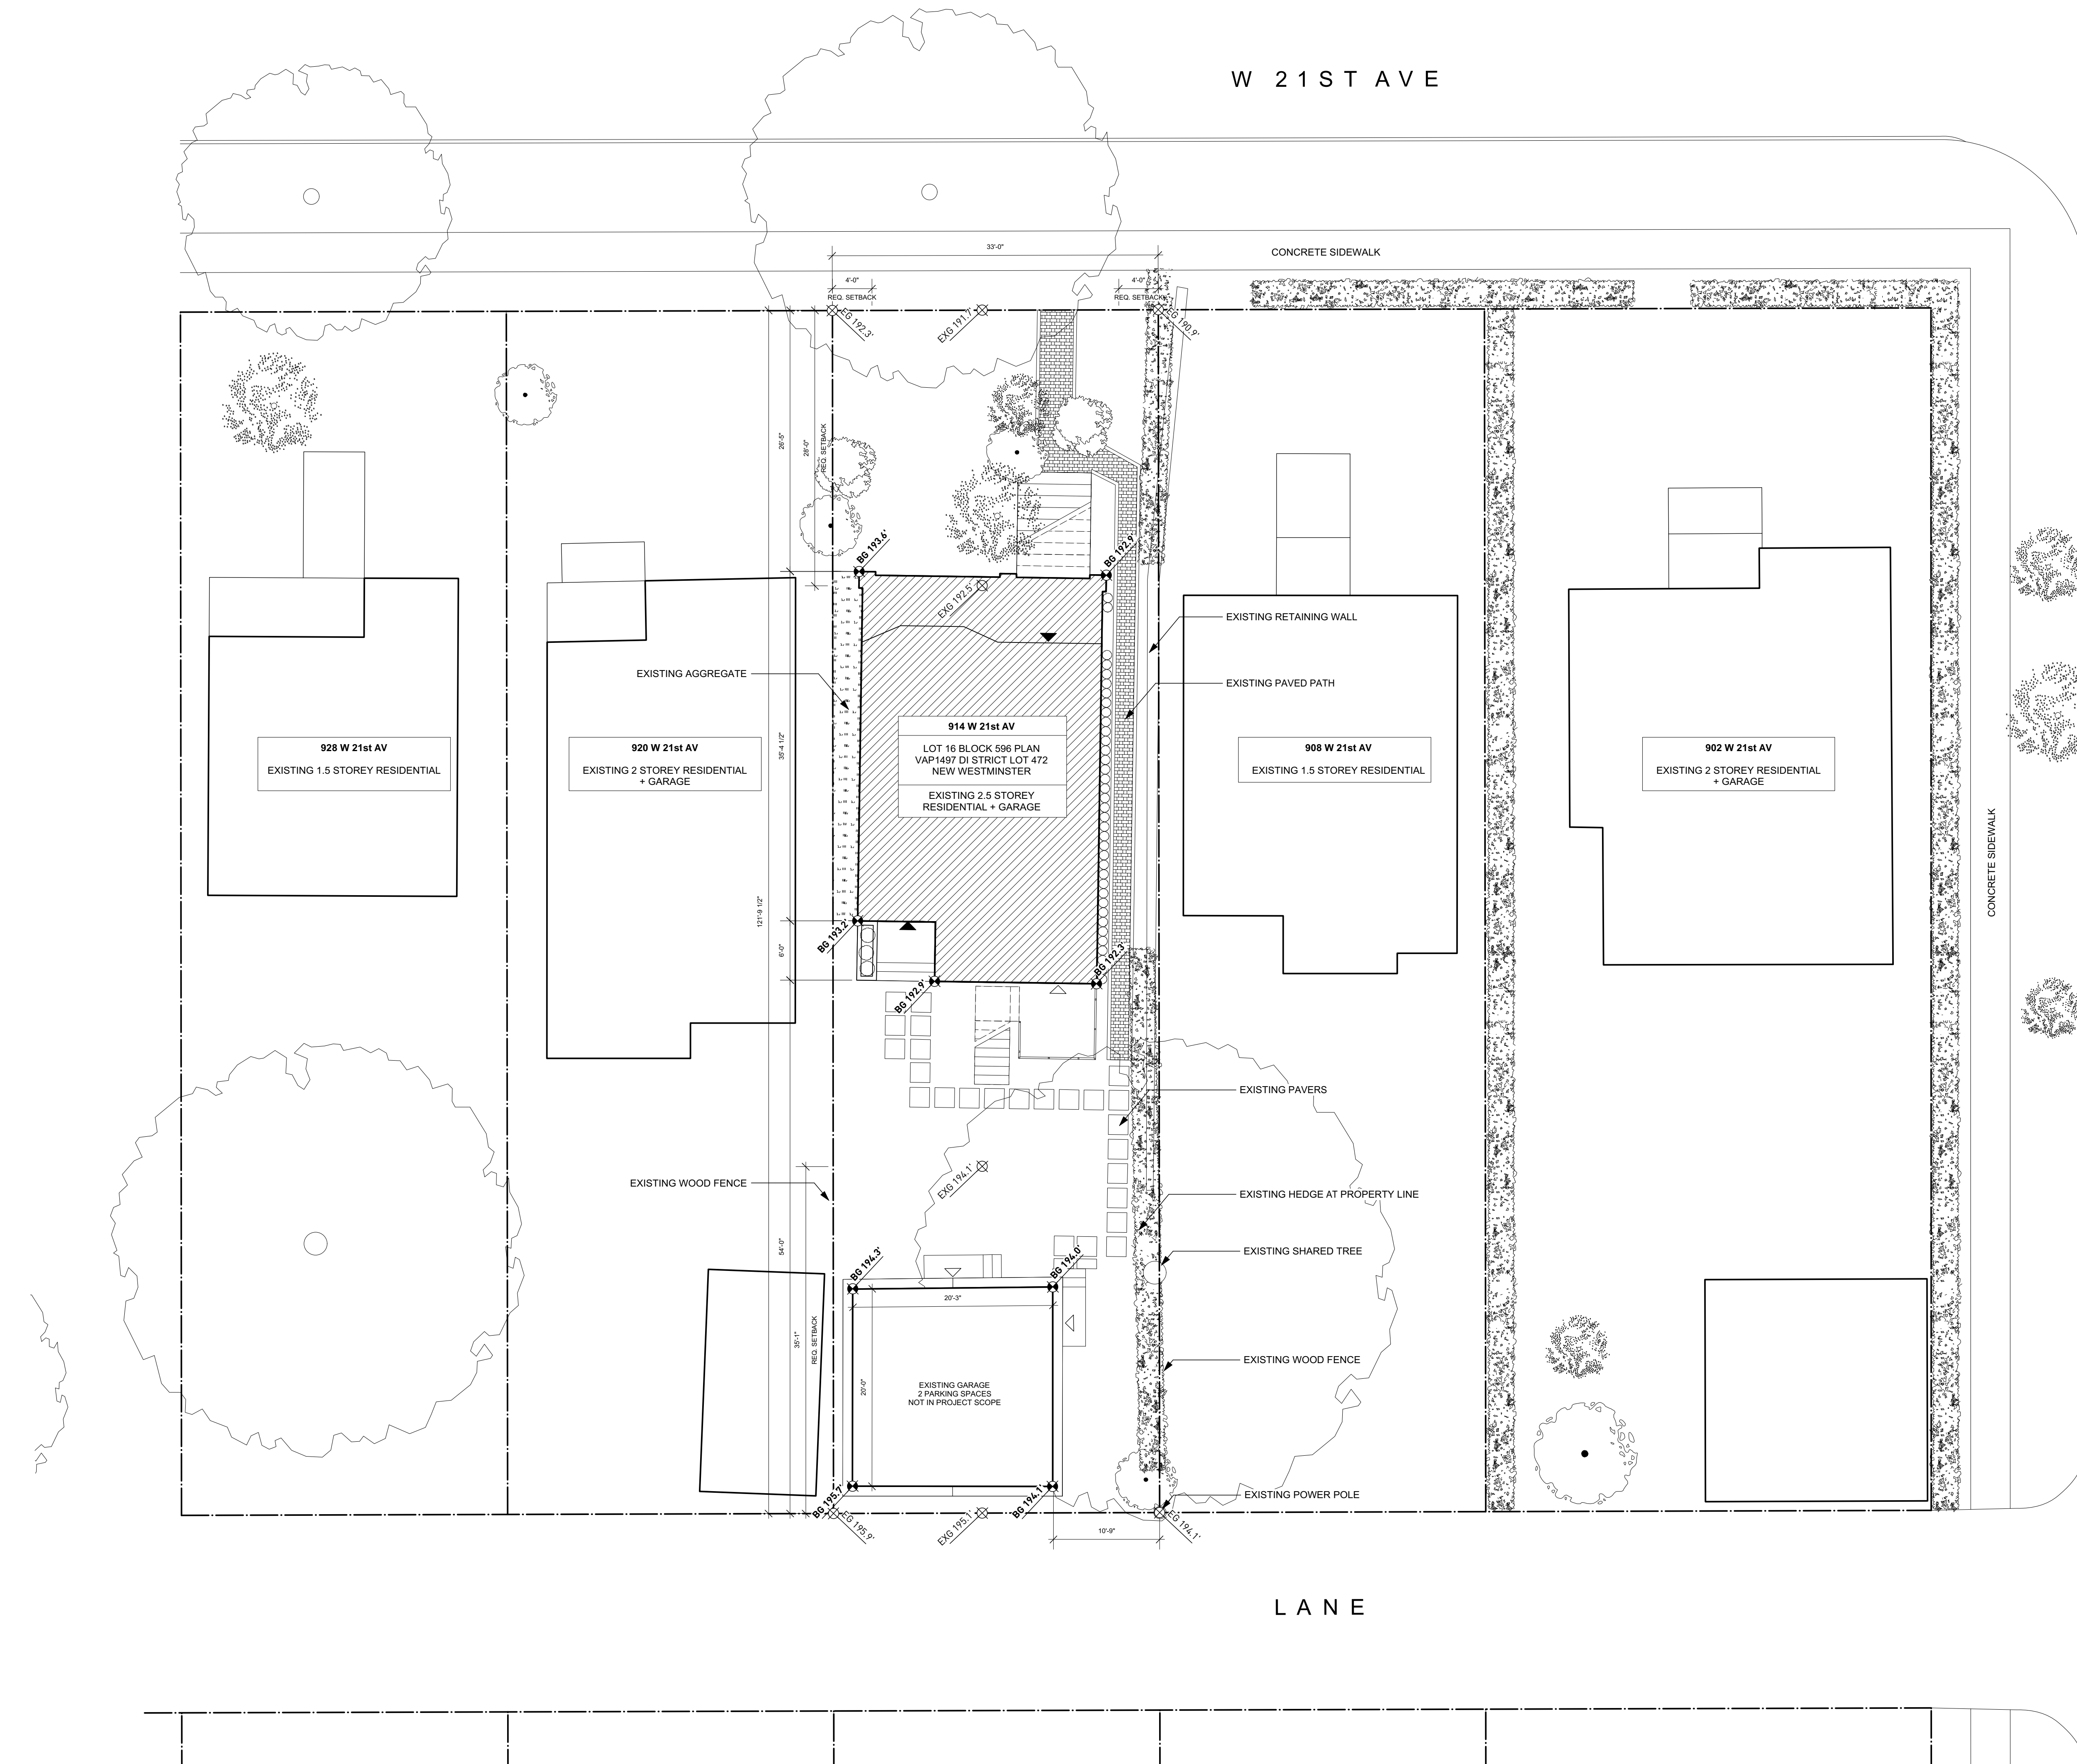 W 21ST AVE
33'-0"
CONCRETE SIDEWALK
4'-0"
REQ. SETBACK
4'-0"
REQ. SETBACK
EG 192.3'
EXG 191.7'
EG 190.9'
26'-5"
28'-0"
REQ. SETBACK
BG 193.6'
BG 192.9'
EXG 192.5'
EXISTING RETAINING WALL
EXISTING AGGREGATE
EXISTING PAVED PATH
928 W 21st AV
EXISTING 1.5 STOREY RESIDENTIAL
920 W 21st AV
EXISTING 2 STOREY RESIDENTIAL
+ GARAGE
35'-4 1/2"
914 W 21st AV
LOT 16 BLOCK 596 PLAN
VAP1497 DI STRICT LOT 472
NEW WESTMINSTER
EXISTING 2.5 STOREY
RESIDENTIAL + GARAGE
908 W 21st AV
EXISTING 1.5 STOREY RESIDENTIAL
902 W 21st AV
EXISTING 2 STOREY RESIDENTIAL
+ GARAGE
CONCRETE SIDEWALK
121'-9 1/2"
BG 193.2'
6'-0"
BG 192.3'
BG 192.9'
EXISTING PAVERS
EXG 194.1'
EXISTING WOOD FENCE
EXISTING HEDGE AT PROPERTY LINE
54'-0"
EXISTING SHARED TREE
BG 194.3'
BG 194.0'
20'-3"
35'-1"
REQ. SETBACK
20'-0"
EXISTING WOOD FENCE
EXISTING GARAGE
2 PARKING SPACES
NOT IN PROJECT SCOPE
EXISTING POWER POLE
BG 195.7'
EG 195.9'
EXG 195.1'
BG 194.1'
EG 194.1'
10'-9"
LANE